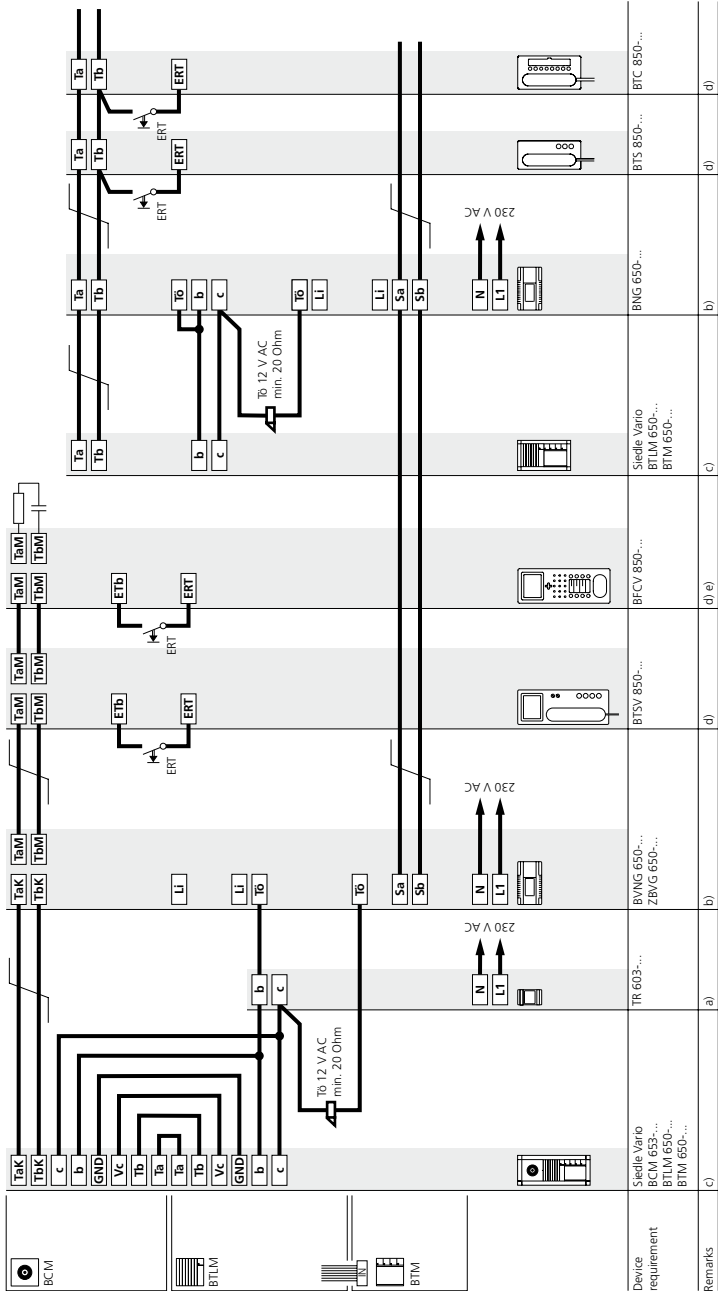 BCM
BTLM
IN
BTM
Device
requirement
Remarks
TaK
TbK
c
b
GND
Vc
Tb
Ta
Ta
Tb
Vc
GND
b
c
Siedle Vario
BCM 653-...
BTLM 650-...
BTM 650-...
c)
Tö 12 V AC
min. 20 Ohm
b
c
N
L1
230 V AC
TR 603-...
a)
TaK
TaM
TbK
TbM
Li
Li
Tö
Tö
Sa
Sb
N
L1
230 V AC
BVNG 650-...
ZBVG 650-...
b)
ERT
TaM
TaM
TbM
TbM
ETb
ERT
BTSV 850-...
d)
ERT
TaM
TaM
TbM
TbM
ETb
ERT
BFCV 850-...
d) e)
Ta
Tb
b
c
Siedle Vario
BTLM 650-...
BTM 650-...
c)
Tö 12 V AC
min. 20 Ohm
Ta
Tb
Tö
b
c
Tö
Li
Li
Sa
Sb
N
L1
230 V AC
BNG 650-...
b)
ERT
Ta
Tb
ERT
BTS 850-...
d)
ERT
Ta
Tb
ERT
BTC 850-...
d)